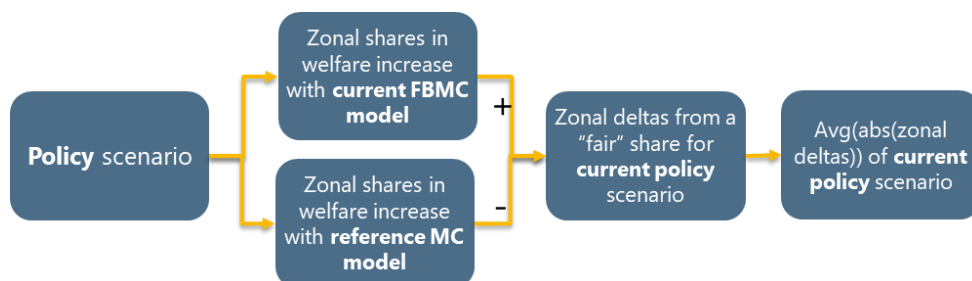 Policy scenario
Zonal shares in
welfare increase
with current FBMC
model
+
Zonal shares in
welfare increase
with reference MC
model
-
Zonal deltas from a
“fair” share for
current policy
scenario
Avg(abs(zonal
deltas)) of current
policy scenario